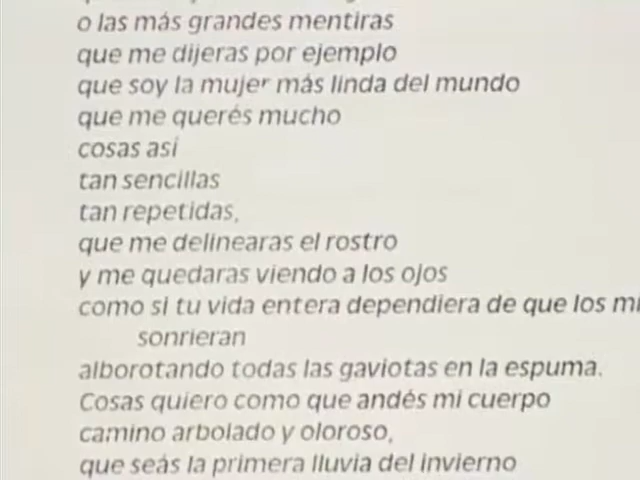 o las más grandes mentiras
que me dijeras por ejemplo
que soy la mujer más linda del mundo
que me querés mucho
cosas así
tan sencillas
tan repetidas,
que me delinearas el rostro
y me quedaras viendo a los ojos
como si tu vida entera dependiera de que los
sonrieran
alborotando todas las gaviotas en la espuma.
Cosas quiero como que andés mi cuerpo
camino arbolado y oloroso,
que seás la primera lluvia del invierno